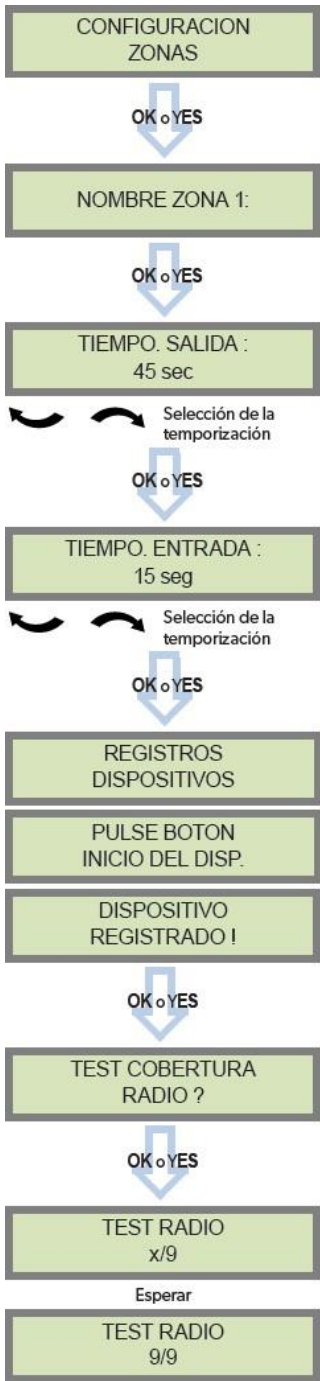 CONFIGURACION
ZONAS
OK o YES
NOMBRE ZONA 1:
OK o YES
TIEMPO. SALIDA :
45 sec
Selección de la
temporización
OK o YES
TIEMPO. ENTRADA :
15 seg
Selección de la
temporización
OK o YES
REGISTROS
DISPOSITIVOS
PULSE BOTON
INICIO DEL DISP.
DISPOSITIVO
REGISTRADO !
OK o YES
TEST COBERTURA
RADIO ?
OK o YES
TEST RADIO
x/9
Esperar
TEST RADIO
9/9